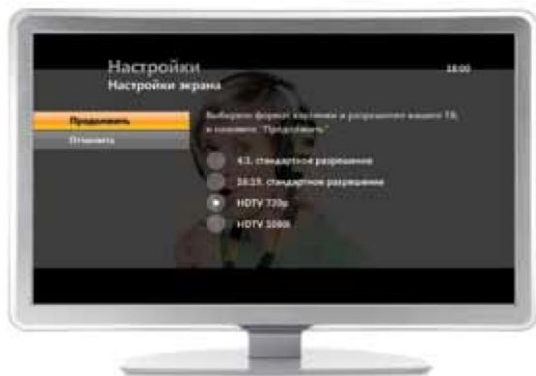 Настройки
18:00
Настройки экрана
Продолжить
Отменить
Выберите формат картинки и разрешение вашего ТВ,
и нажмите "Продолжить"
4:3, стандартное разрешение
16:19, стандартное разрешение
HDTV 720p
HDTV 1080i